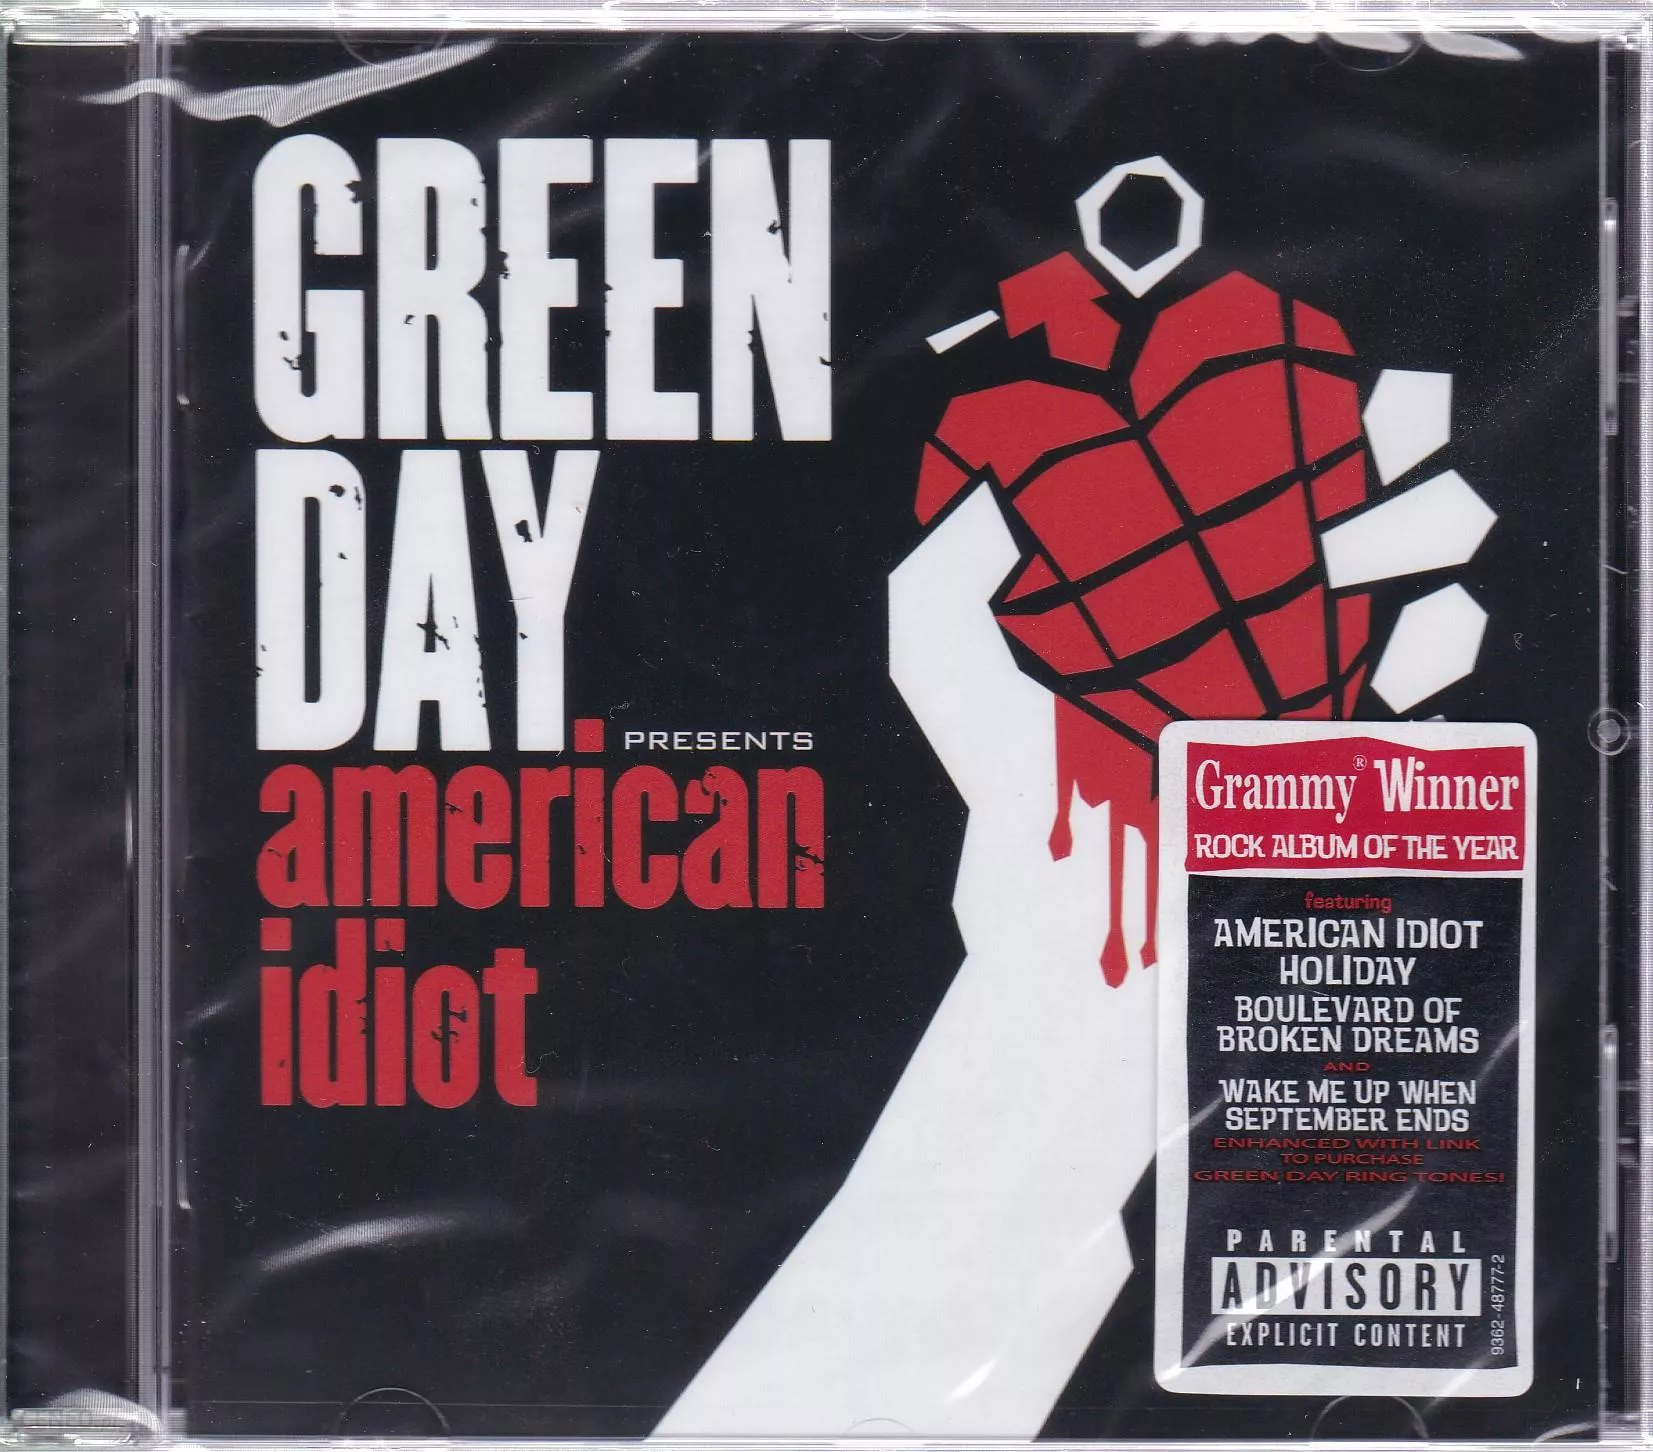 GREEN
DAY
PRESENTS
american
idiot
Grammy® Winner
ROCK ALBUM OF THE YEAR
featuring
AMERICAN IDIOT
HOLIDAY
BOULEVARD OF
BROKEN DREAMS
AND
WAKE ME UP WHEN
SEPTEMBER ENDS
ENHANCED WITH LINK
TO PURCHASE
GREEN DAY RING TONES!
PARENTAL
ADVISORY
EXPLICIT CONTENT
9362-48777-2